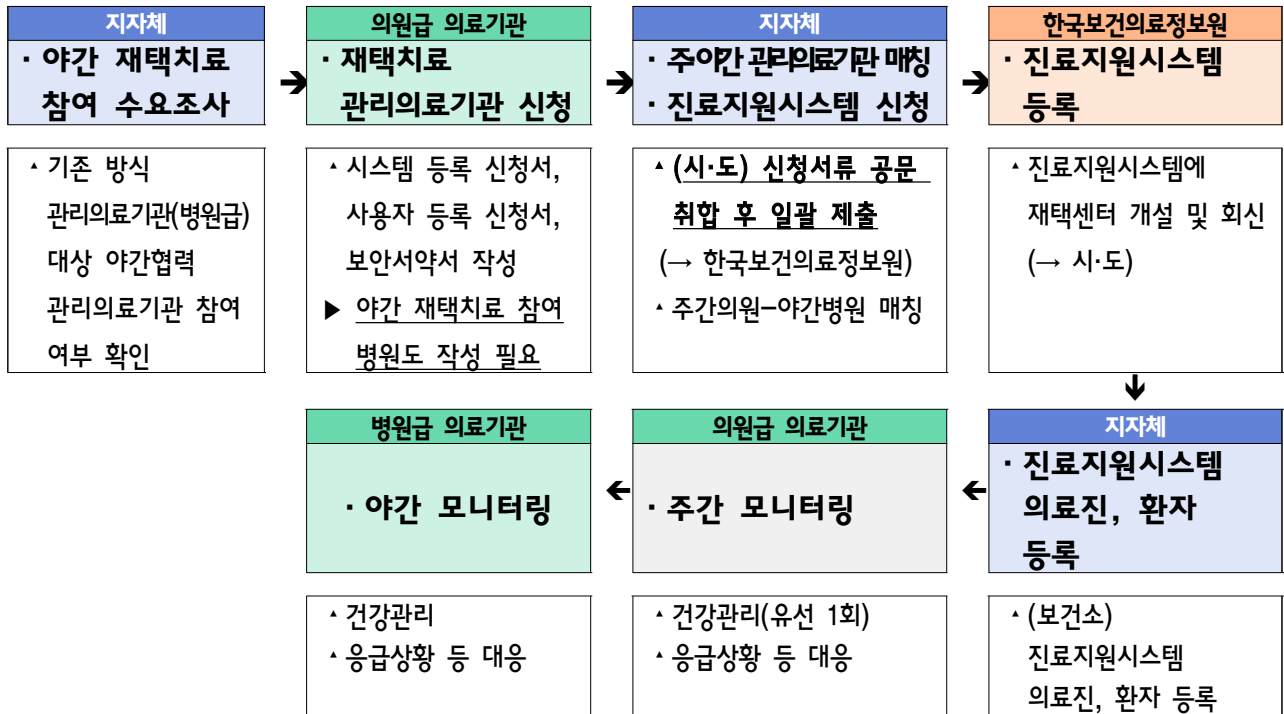 지자체
· 야간 재택치료
참여 수요조사
▴ 기존 방식
관리의료기관(병원급)
대상 야간협력
관리의료기관 참여
여부 확인
➔
의원급 의료기관
· 재택치료
관리의료기관 신청
▴ 시스템 등록 신청서,
사용자 등록 신청서,
보안서약서 작성
▶ 야간 재택치료 참여
병원도 작성 필요
➔
지자체
· 주·야간 관리의료기관 매칭
· 진료지원시스템 신청
▴ (시·도) 신청서류 공문
취합 후 일괄 제출
(→ 한국보건의료정보원)
▴ 주간의원–야간병원 매칭
➔
한국보건의료정보원
· 진료지원시스템
등록
▴ 진료지원시스템에
재택센터 개설 및 회신
(→ 시·도)
🡻
지자체
· 진료지원시스템
의료진, 환자
등록
▴ (보건소)
진료지원시스템
의료진, 환자 등록
🡸
의원급 의료기관
· 주간 모니터링
▴ 건강관리(유선 1회)
▴ 응급상황 등 대응
🡸
병원급 의료기관
· 야간 모니터링
▴ 건강관리
▴ 응급상황 등 대응